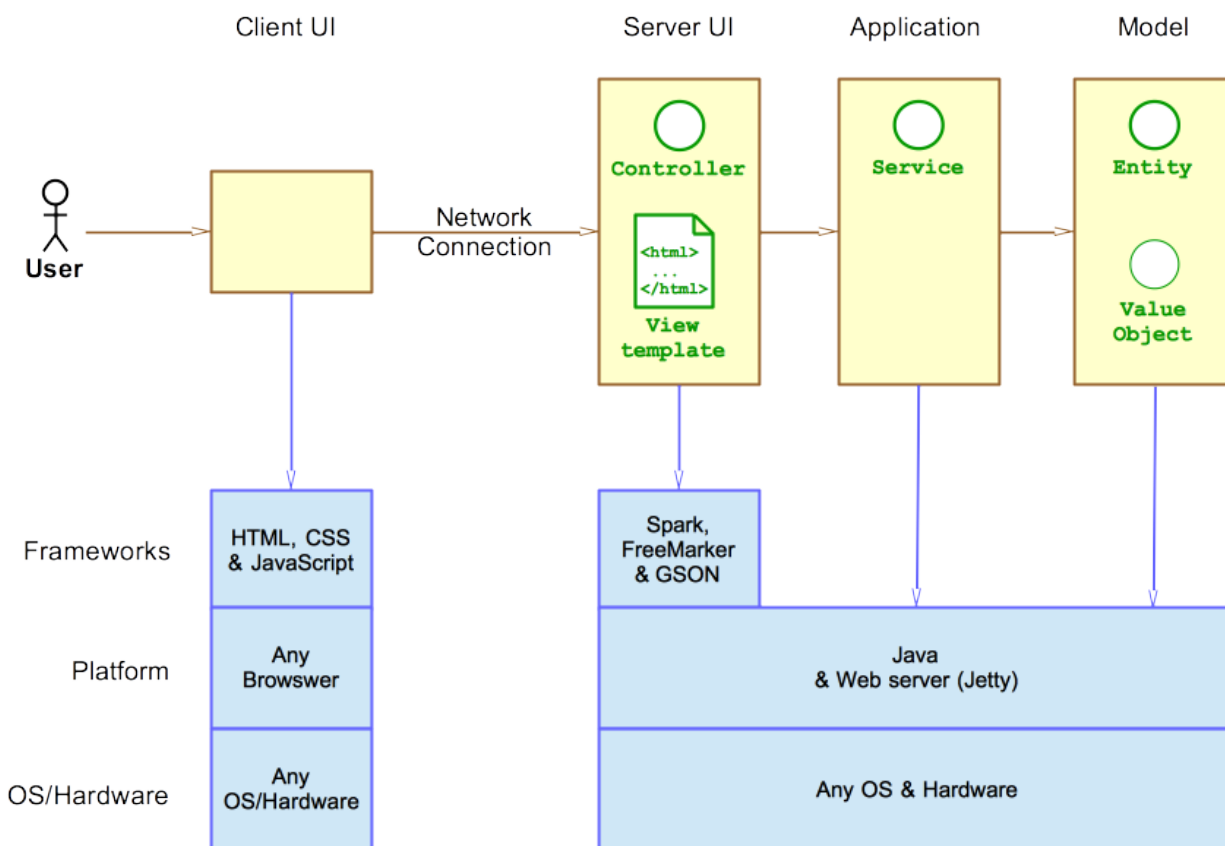 Client UI
Server UI
Application
Model
Controller
Service
Entity
Network
Connection
<html>
...
</html>
User
View
template
Value
Object
Frameworks
HTML, CSS
& JavaScript
Spark,
FreeMarker
& GSON
Platform
Any
Browswer
Java
& Web server (Jetty)
OS/Hardware
Any
OS/Hardware
Any OS & Hardware